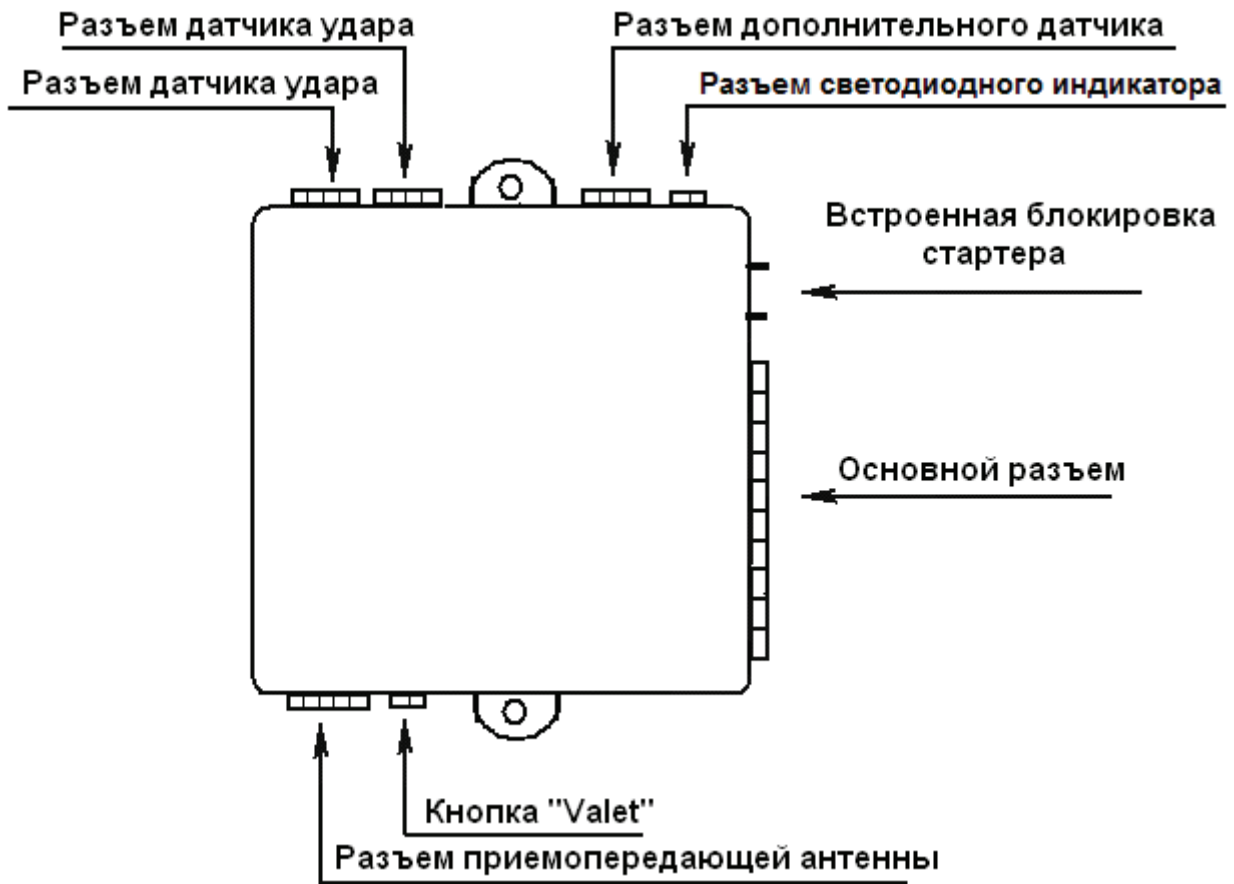 Разъем датчика удара
Разъем дополнительного датчика
Разъем датчика удара
Разъем светодиодного индикатора
Встроенная блокировка
стартера
Основной разъем
Кнопка "Valet"
Разъем приемопередающей антенны